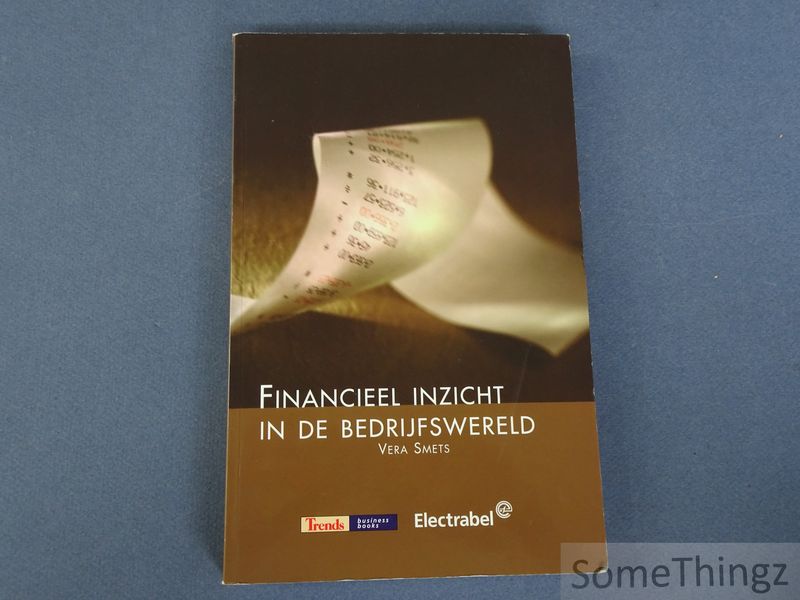 FINANCIEEL INZICHT
IN DE BEDRIJFSWERELD
VERA SMETS
Trends business books
Electrabel
SomeThingz